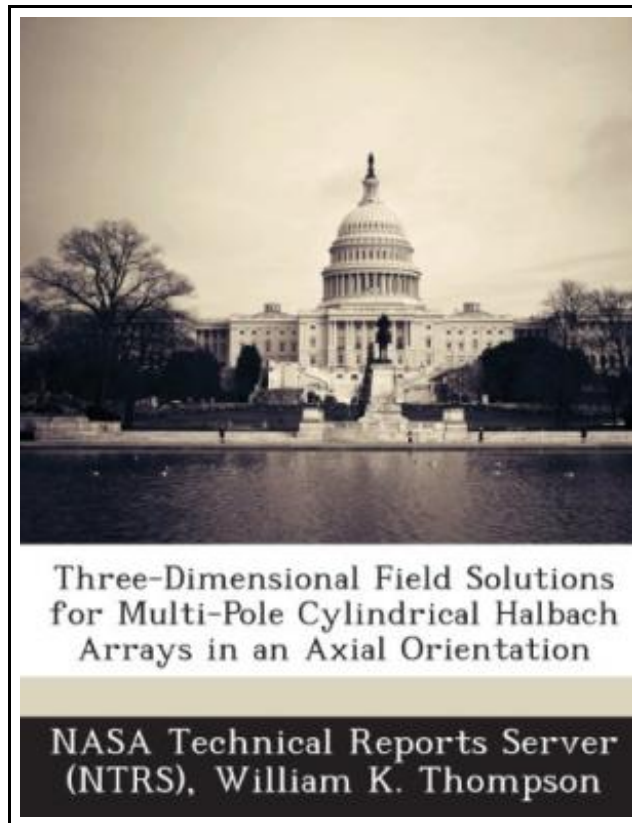 Three-Dimensional Field Solutions
for Multi-Pole Cylindrical Halbach
Arrays in an Axial Orientation
NASA Technical Reports Server
(NTRS), William K. Thompson